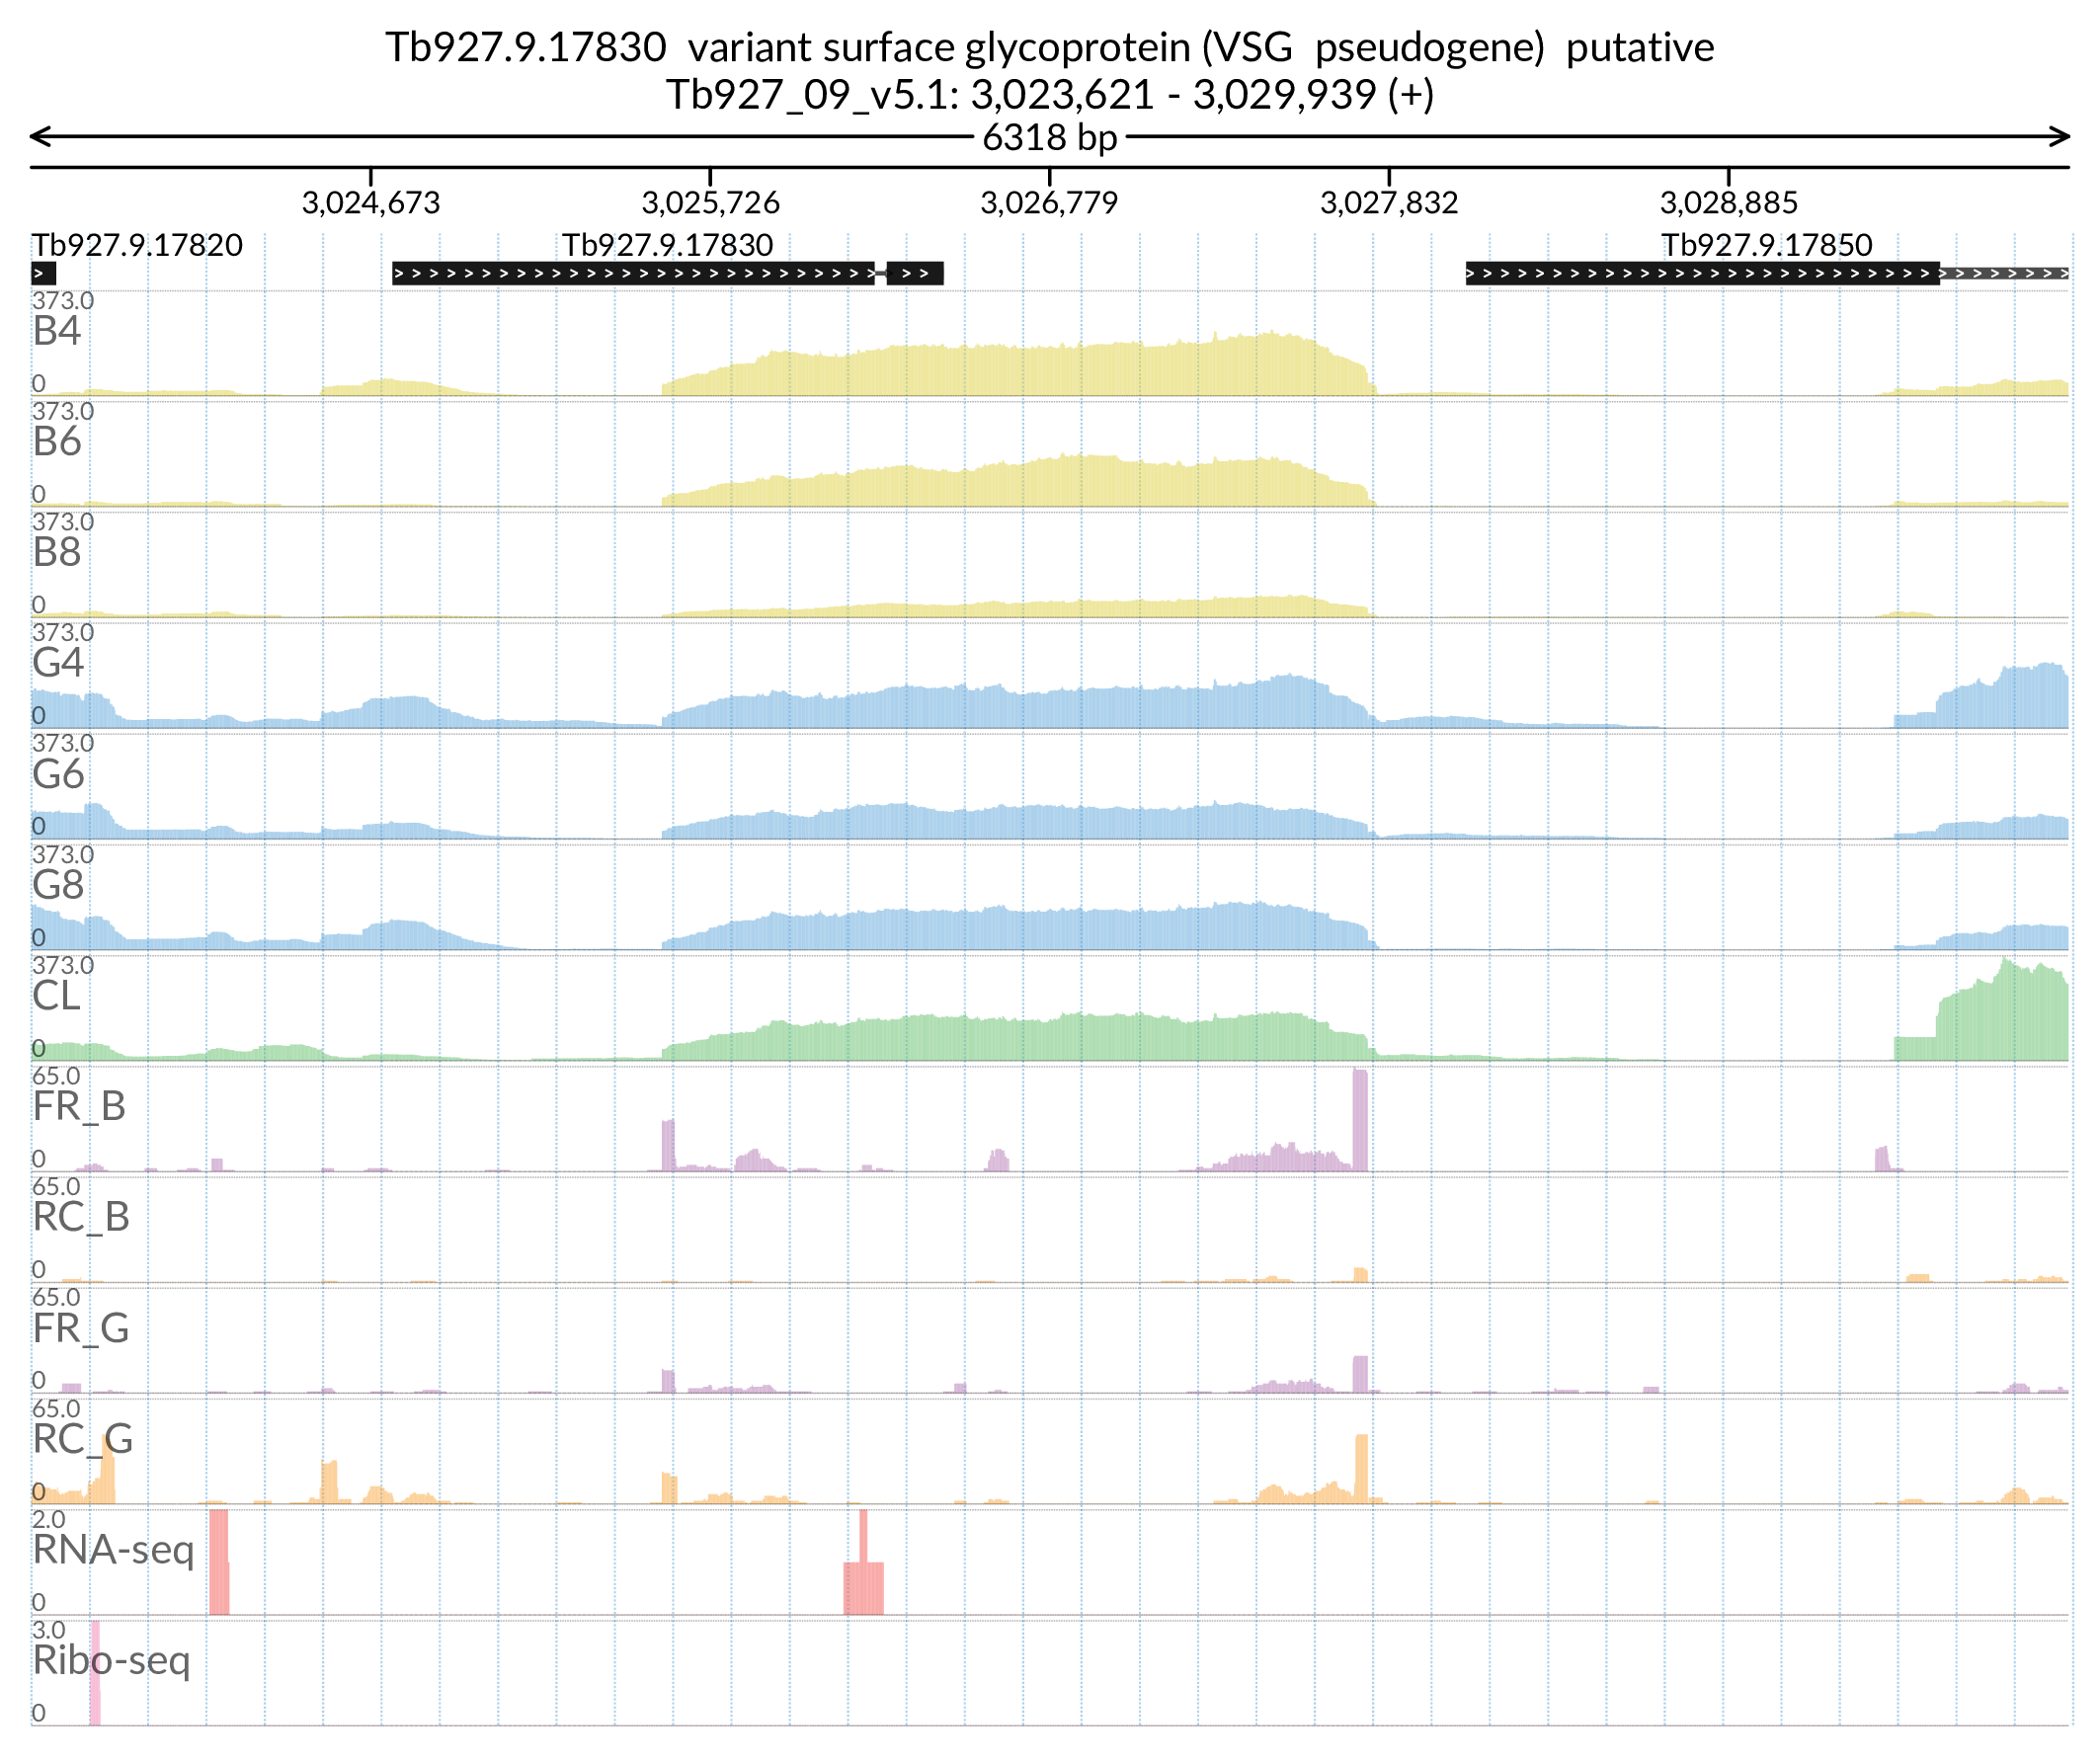 Tb927.9.17830  variant surface glycoprotein (VSG  pseudogene)  putative
Tb927_09_v5.1: 3,023,621 - 3,029,939 (+)
6318 bp
3,024,673 3,025,726 3,026,779 3,027,832 3,028,885
Tb927.9.17820 Tb927.9.17830 Tb927.9.17850
373.0
B4
0
373.0
B6
0
373.0
B8
0
373.0
G4
0
373.0
G6
0
373.0
G8
0
373.0
CL
0
65.0
FR_B
0
65.0
RC_B
0
65.0
FR_G
0
65.0
RC_G
0
2.0
RNA-seq
0
3.0
Ribo-seq
0